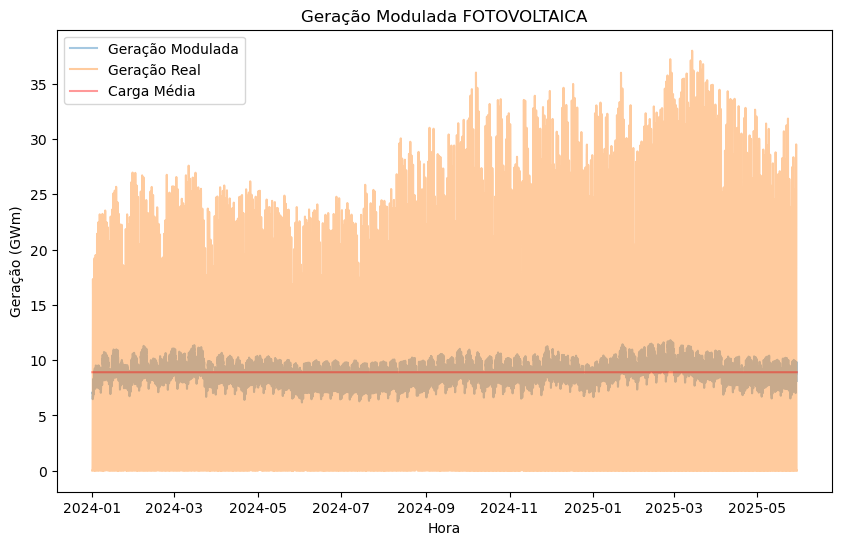 Geração Modulada FOTOVOLTAICA
Geração Modulada
Geração Real
Carga Média
Geração (GWm)
35
30
25
20
15
10
5
0
2024-01 2024-03 2024-05 2024-07 2024-09 2024-11 2025-01 2025-03 2025-05
Hora